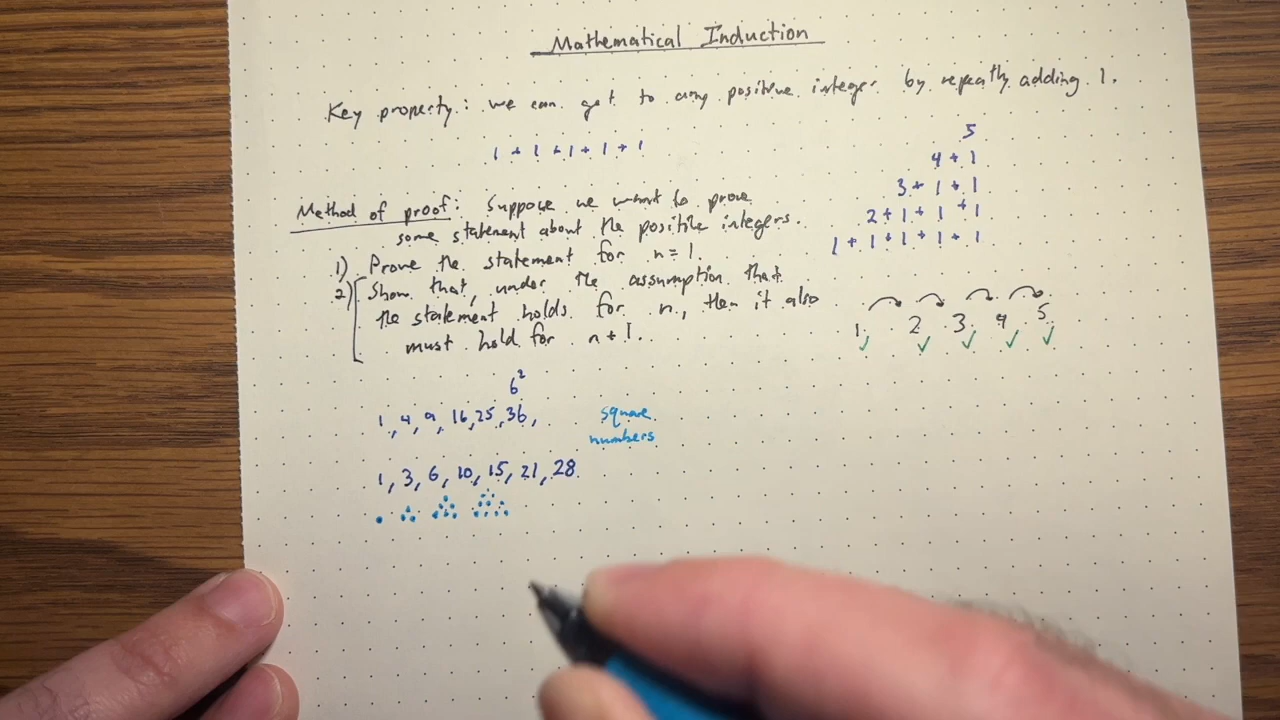 Mathematical Induction
Key property: we can get to any positive integer by repeatly adding 1.
1 + 1 + 1 + 1 + 1
5
4 + 1
3 + 1 + 1
2 + 1 + 1 + 1
1 + 1 + 1 + 1 + 1
Method of proof: Suppose we want to prove
some statement about the positive integers.
1) Prove the statement for n = 1.
2) Show that, under the assumption that
the statement holds for n, then it also
must hold for n + 1.
1, 2 3 4 5
✓ ✓ ✓ ✓ ✓
6²
1, 4, 9, 16, 25, 36,
square
numbers
1, 3, 6, 10, 15, 21, 28